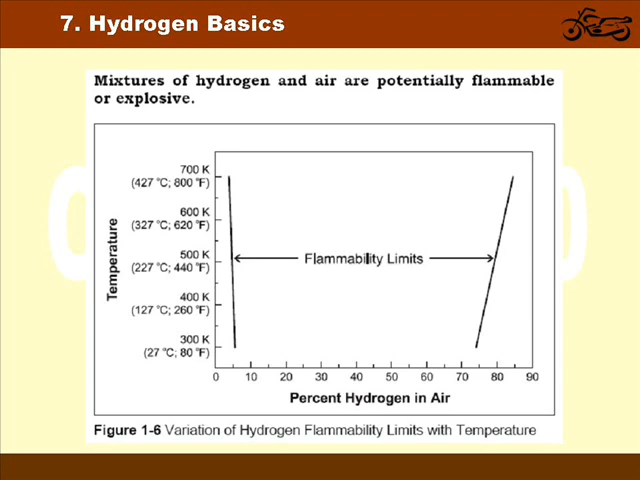 7. Hydrogen Basics
Mixtures of hydrogen and air are potentially flammable
or explosive.
Temperature
700 K
(427 °C; 800 °F)
600 K
(327 °C; 620 °F)
500 K
(227 °C; 440 °F)
400 K
(127 °C; 260 °F)
300 K
(27 °C; 80 °F)
Flammability Limits
0 10 20 30 40 50 60 70 80 90
Percent Hydrogen in Air
Figure 1-6 Variation of Hydrogen Flammability Limits with Temperature